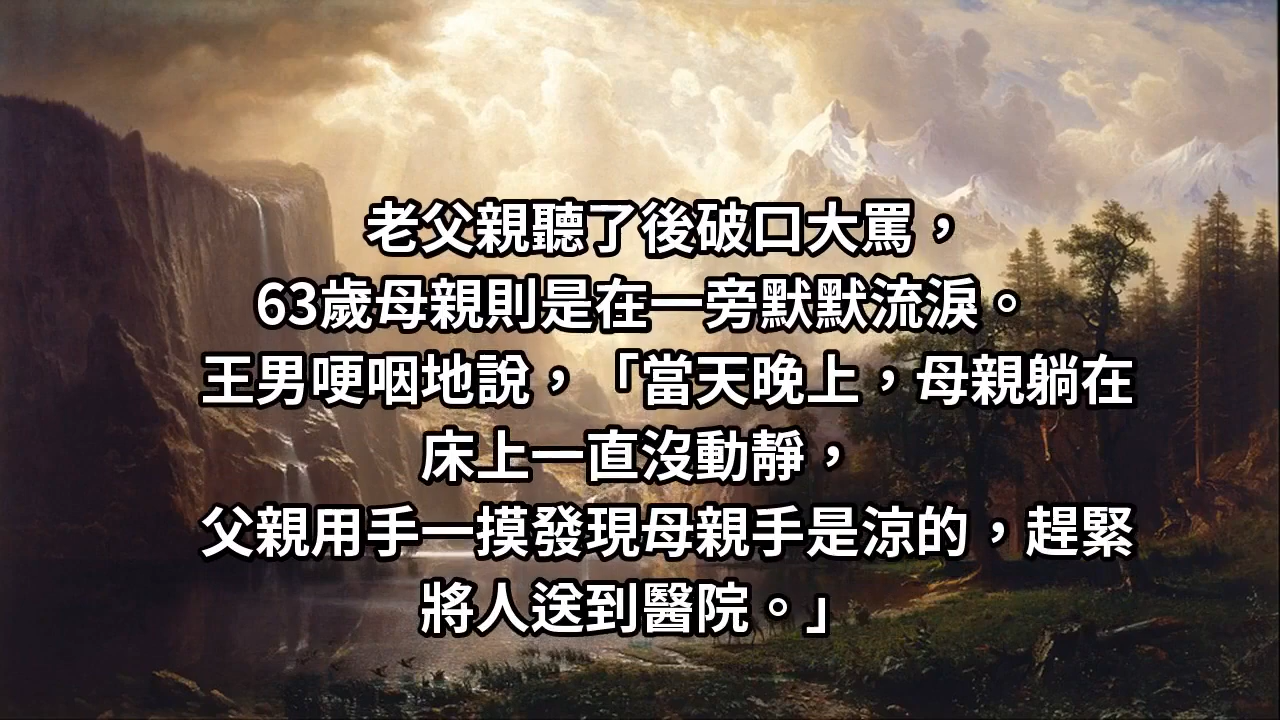 老父親聽了後破口大罵，
63歲母親則是在一旁默默流淚。
王男哽咽地說，「當天晚上，母親躺在
床上一直沒動靜，
父親用手一摸發現母親手是涼的，趕緊
將人送到醫院。」